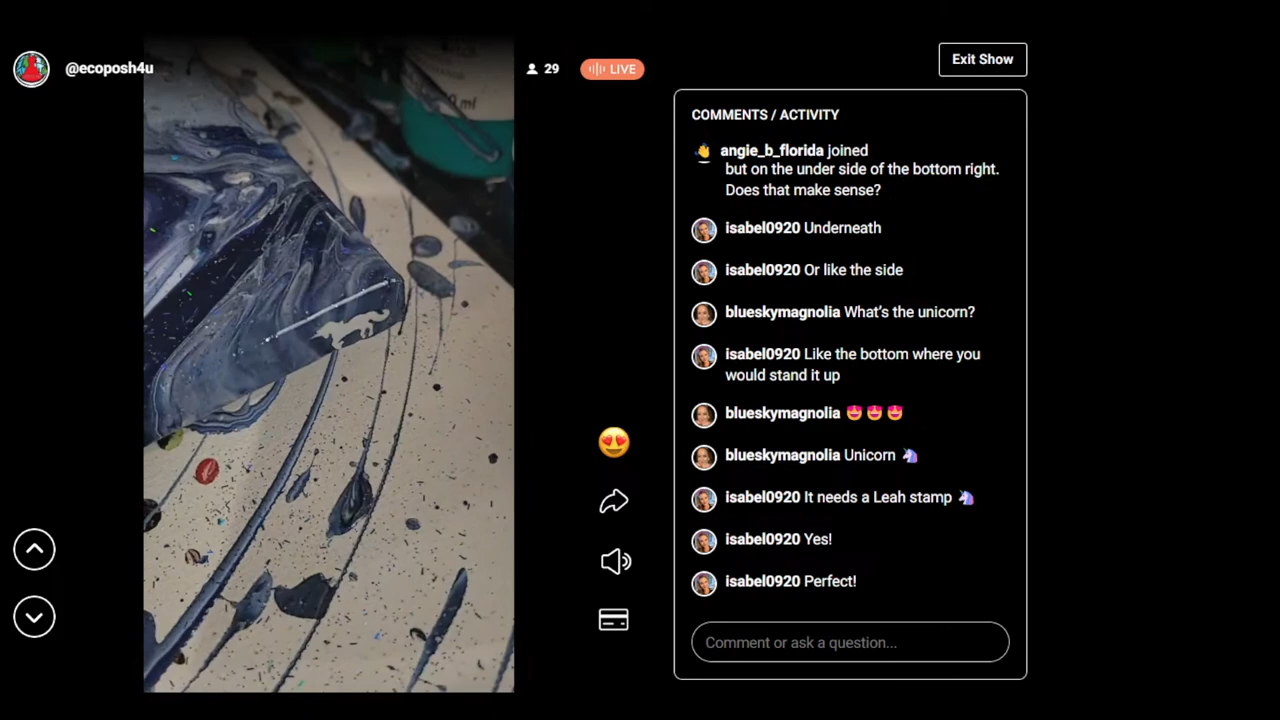 @ecoposh4u
29
LIVE
Exit Show
COMMENTS / ACTIVITY
angie_b_florida joined
but on the under side of the bottom right.
Does that make sense?
isabel0920 Underneath
isabel0920 Or like the side
blueskymagnolia What's the unicorn?
isabel0920 Like the bottom where you
would stand it up
blueskymagnolia 😍😍😍
blueskymagnolia Unicorn 🦄
isabel0920 It needs a Leah stamp 🦄
isabel0920 Yes!
isabel0920 Perfect!
Comment or ask a question...